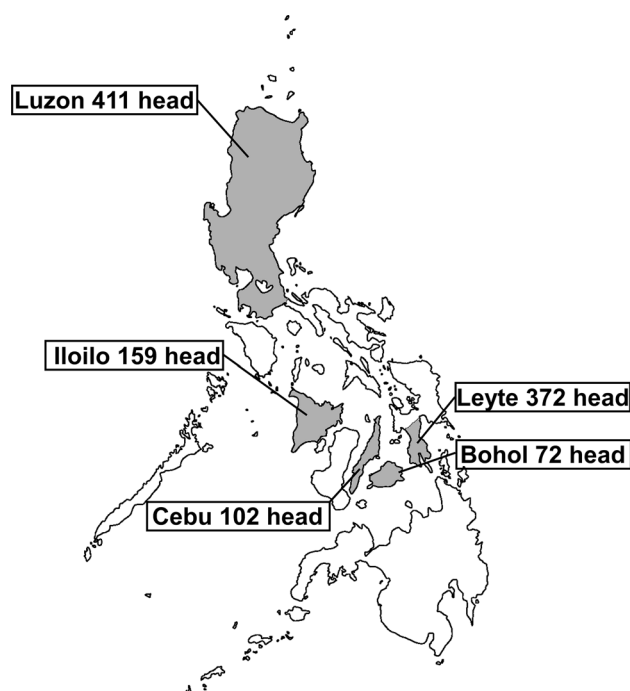 Luzon 411 head
Iloilo 159 head
Leyte 372 head
Bohol 72 head
Cebu 102 head